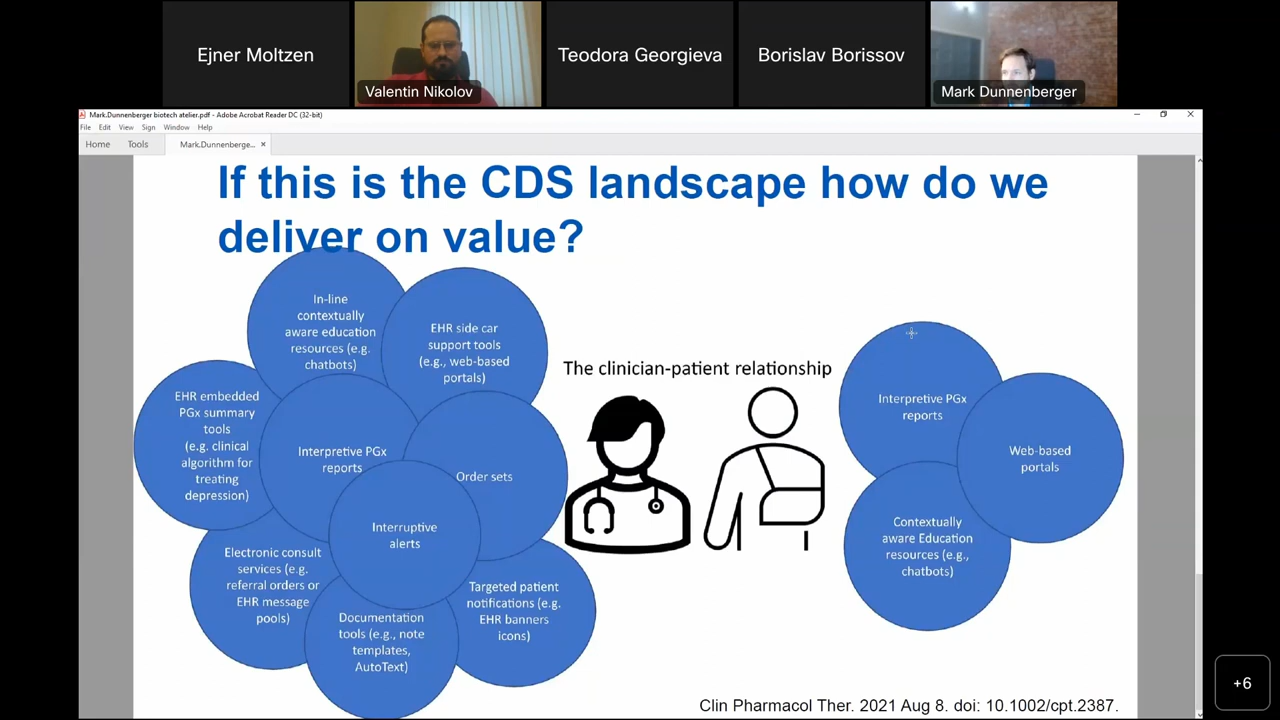 Ejner Moltzen
Valentin Nikolov
Teodora Georgieva
Borislav Borissov
Mark Dunnenberger
Mark.Dunnenberger biotech atelier.pdf - Adobe Acrobat Reader DC (32-bit)
File Edit View Sign Window Help
Home Tools Mark.Dunnenberge... ×
If this is the CDS landscape how do we
deliver on value?
In-line
contextually
aware education
resources (e.g.
chatbots)
EHR side car
support tools
(e.g., web-based
portals)
EHR embedded
PGx summary
tools
(e.g. clinical
algorithm for
treating
depression)
Interpretive PGx
reports
Order sets
Interruptive
alerts
Electronic consult
services (e.g.
referral orders or
EHR message
pools)
Documentation
tools (e.g., note
templates,
AutoText)
Targeted patient
notifications (e.g.
EHR banners
icons)
The clinician-patient relationship
Interpretive PGx
reports
Web-based
portals
Contextually
aware Education
resources (e.g.,
chatbots)
Clin Pharmacol Ther. 2021 Aug 8. doi: 10.1002/cpt.2387.
+6